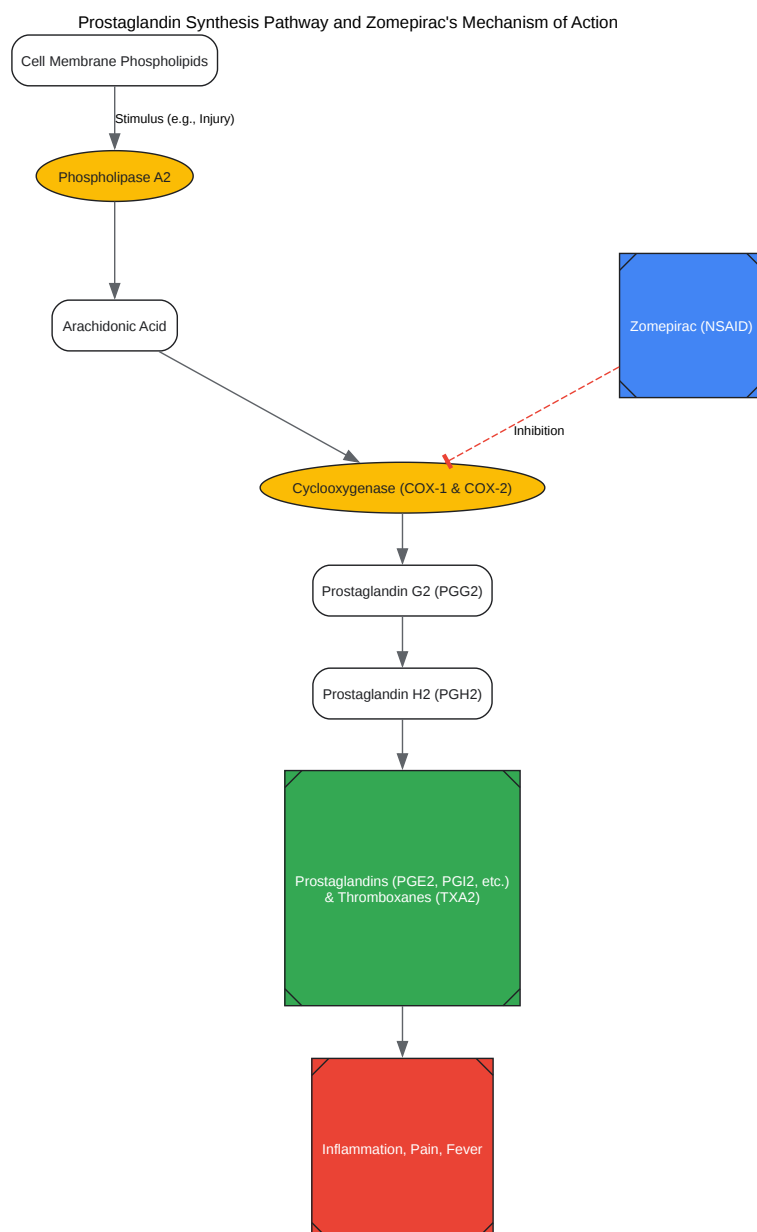 Prostaglandin Synthesis Pathway and Zomepirac's Mechanism of Action
Cell Membrane Phospholipids
Stimulus (e.g., Injury)
Phospholipase A2
Arachidonic Acid
Zomepirac (NSAID)
Inhibition
Cyclooxygenase (COX-1 & COX-2)
Prostaglandin G2 (PGG2)
Prostaglandin H2 (PGH2)
Prostaglandins (PGE2, PGI2, etc.)
& Thromboxanes (TXA2)
Inflammation, Pain, Fever